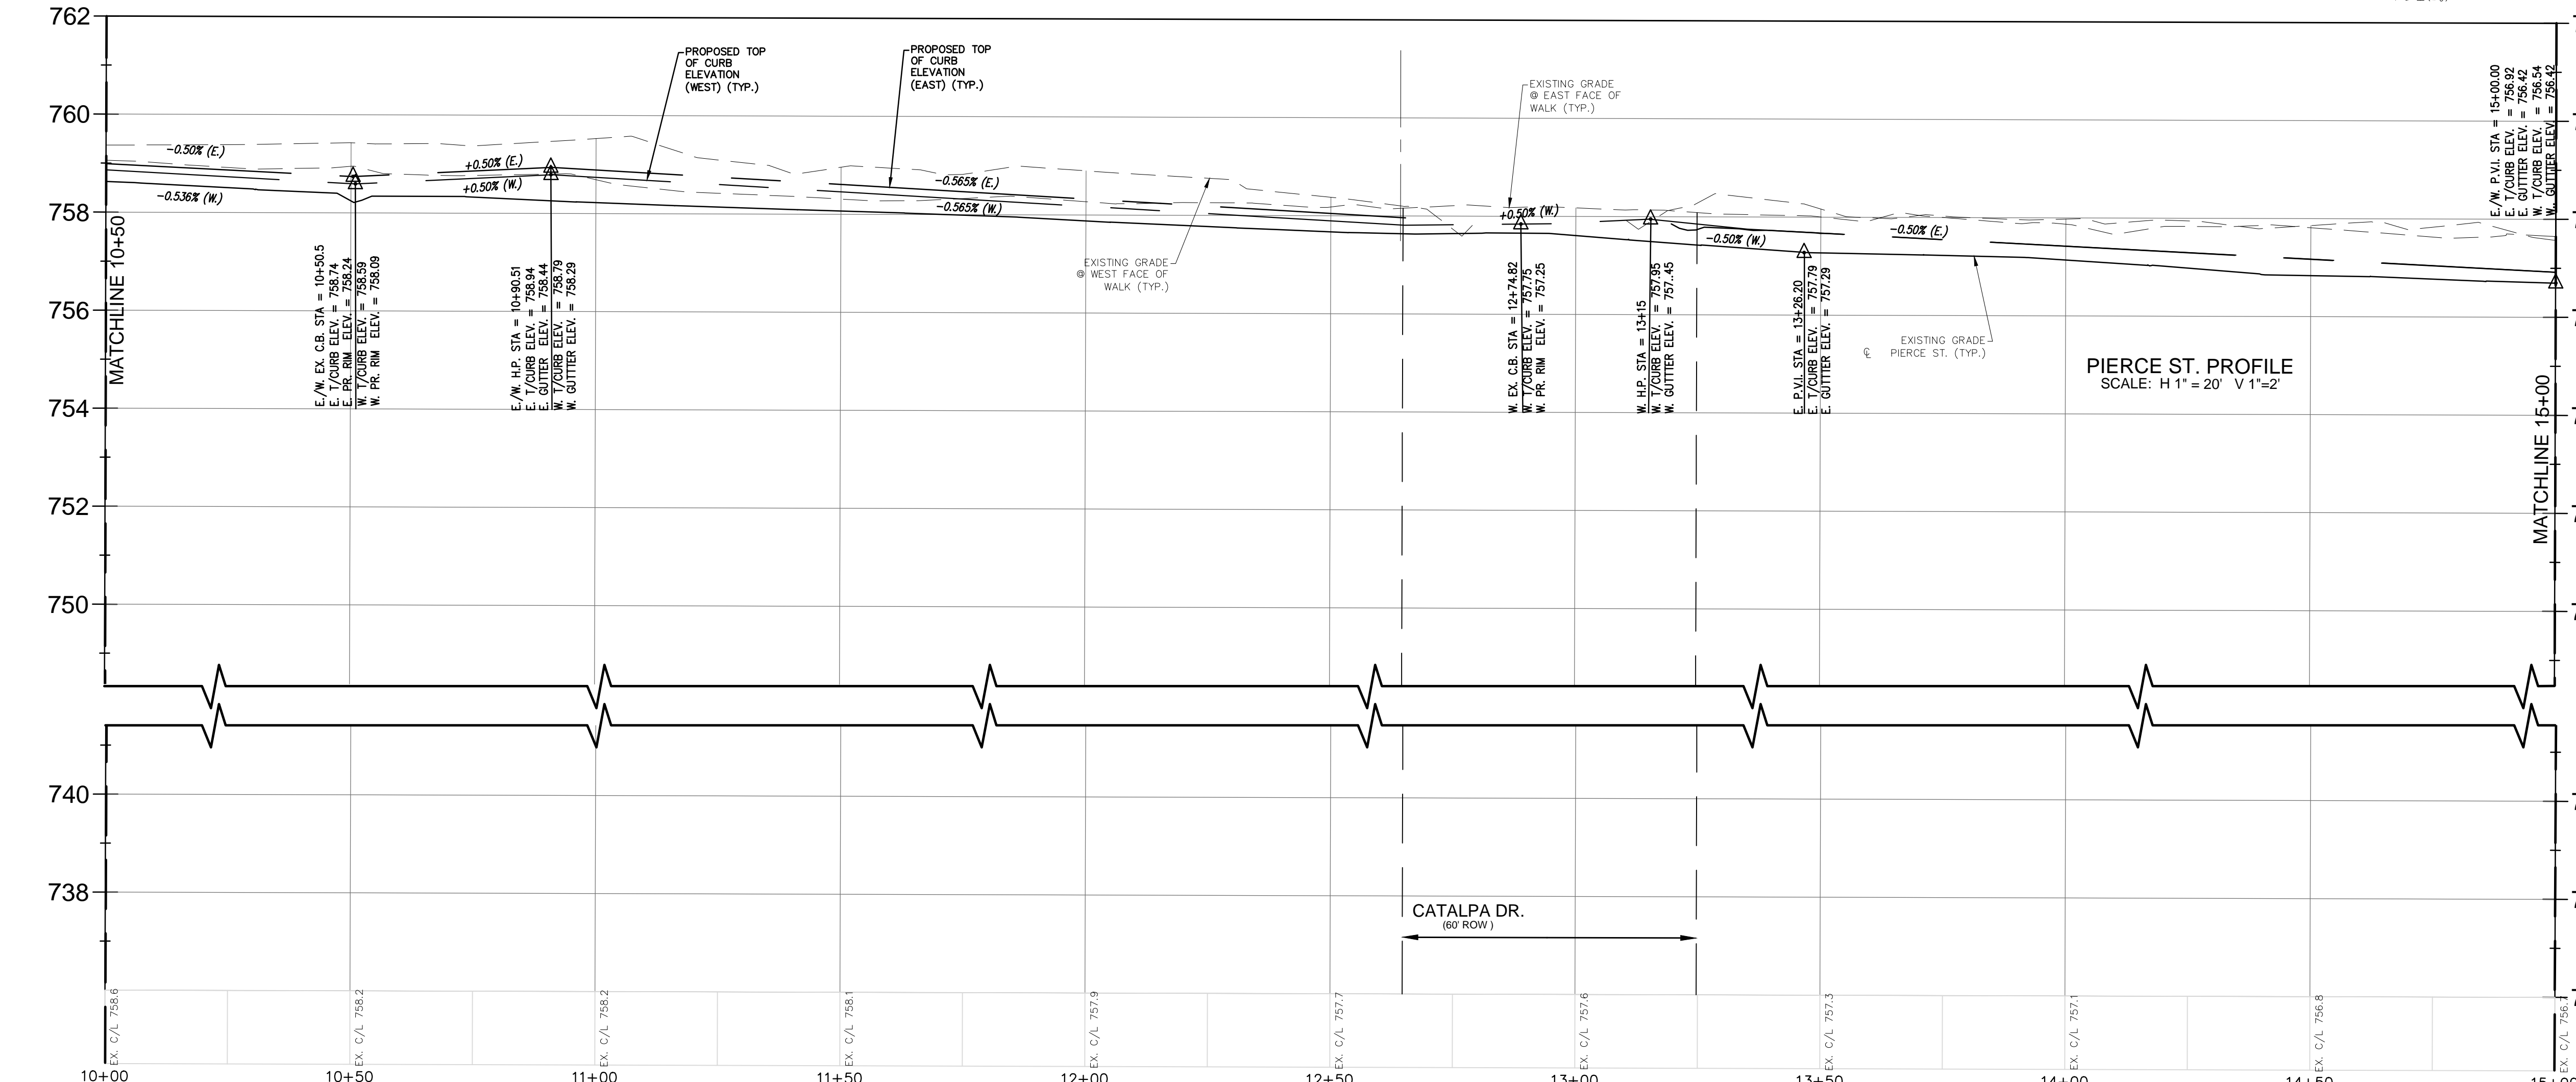 762
760
758
756
754
752
750
740
738
MATCHLINE 10+50
-0.50% (E.)
-0.536% (W.)
E./W. EX. C.B. STA = 10+50.5
E. T/CURB ELEV. = 758.74
E. PR. RIM ELEV. = 758.24
W. T/CURB ELEV. = 758.59
W. PR. RIM ELEV. = 758.09
+0.50% (E.)
+0.50% (W.)
E./W. H.P. STA = 10+90.51
E. T/CURB ELEV. = 758.94
E. GUTTER ELEV. = 758.44
W. T/CURB ELEV. = 758.79
W. GUTTTER ELEV. = 758.29
PROPOSED TOP
OF CURB
ELEVATION
(WEST) (TYP.)
PROPOSED TOP
OF CURB
ELEVATION
(EAST) (TYP.)
-0.565% (E.)
-0.565% (W.)
EXISTING GRADE
@ WEST FACE OF
WALK (TYP.)
EXISTING GRADE
@ EAST FACE OF
WALK (TYP.)
+0.50% (W.)
W. EX. C.B. STA = 12+74.82
W. T/CURB ELEV. = 757.75
W. PR. RIM ELEV. = 757.25
W. H.P. STA = 13+15
W. T/CURB ELEV. = 757.95
W. GUTTTER ELEV. = 757..45
-0.50% (W.)
E. P.V.I. STA = 13+26.20
E. T/CURB ELEV. = 757.79
E. GUTTTER ELEV. = 757.29
-0.50% (E.)
EXISTING GRADE
℄ PIERCE ST. (TYP.)
PIERCE ST. PROFILE
SCALE: H 1" = 20' V 1"=2'
E./W. P.V.I. STA = 15+00.00
E. T/CURB ELEV. = 756.92
E. GUTTTER ELEV. = 756.42
W. T/CURB ELEV. = 756.54
W.. GUTTTER ELEV. = 756.42
MATCHLINE 15+00
CATALPA DR.
(60' ROW )
EX. C/L 758.6
EX. C/L 758.2
EX. C/L 758.2
EX. C/L 758.1
EX. C/L 757.9
EX. C/L 757.7
EX. C/L 757.6
EX. C/L 757.3
EX. C/L 757.1
EX. C/L 756.8
EX. C/L 756.7
10+00
10+50
11+00
11+50
12+00
12+50
13+00
13+50
14+00
14+50